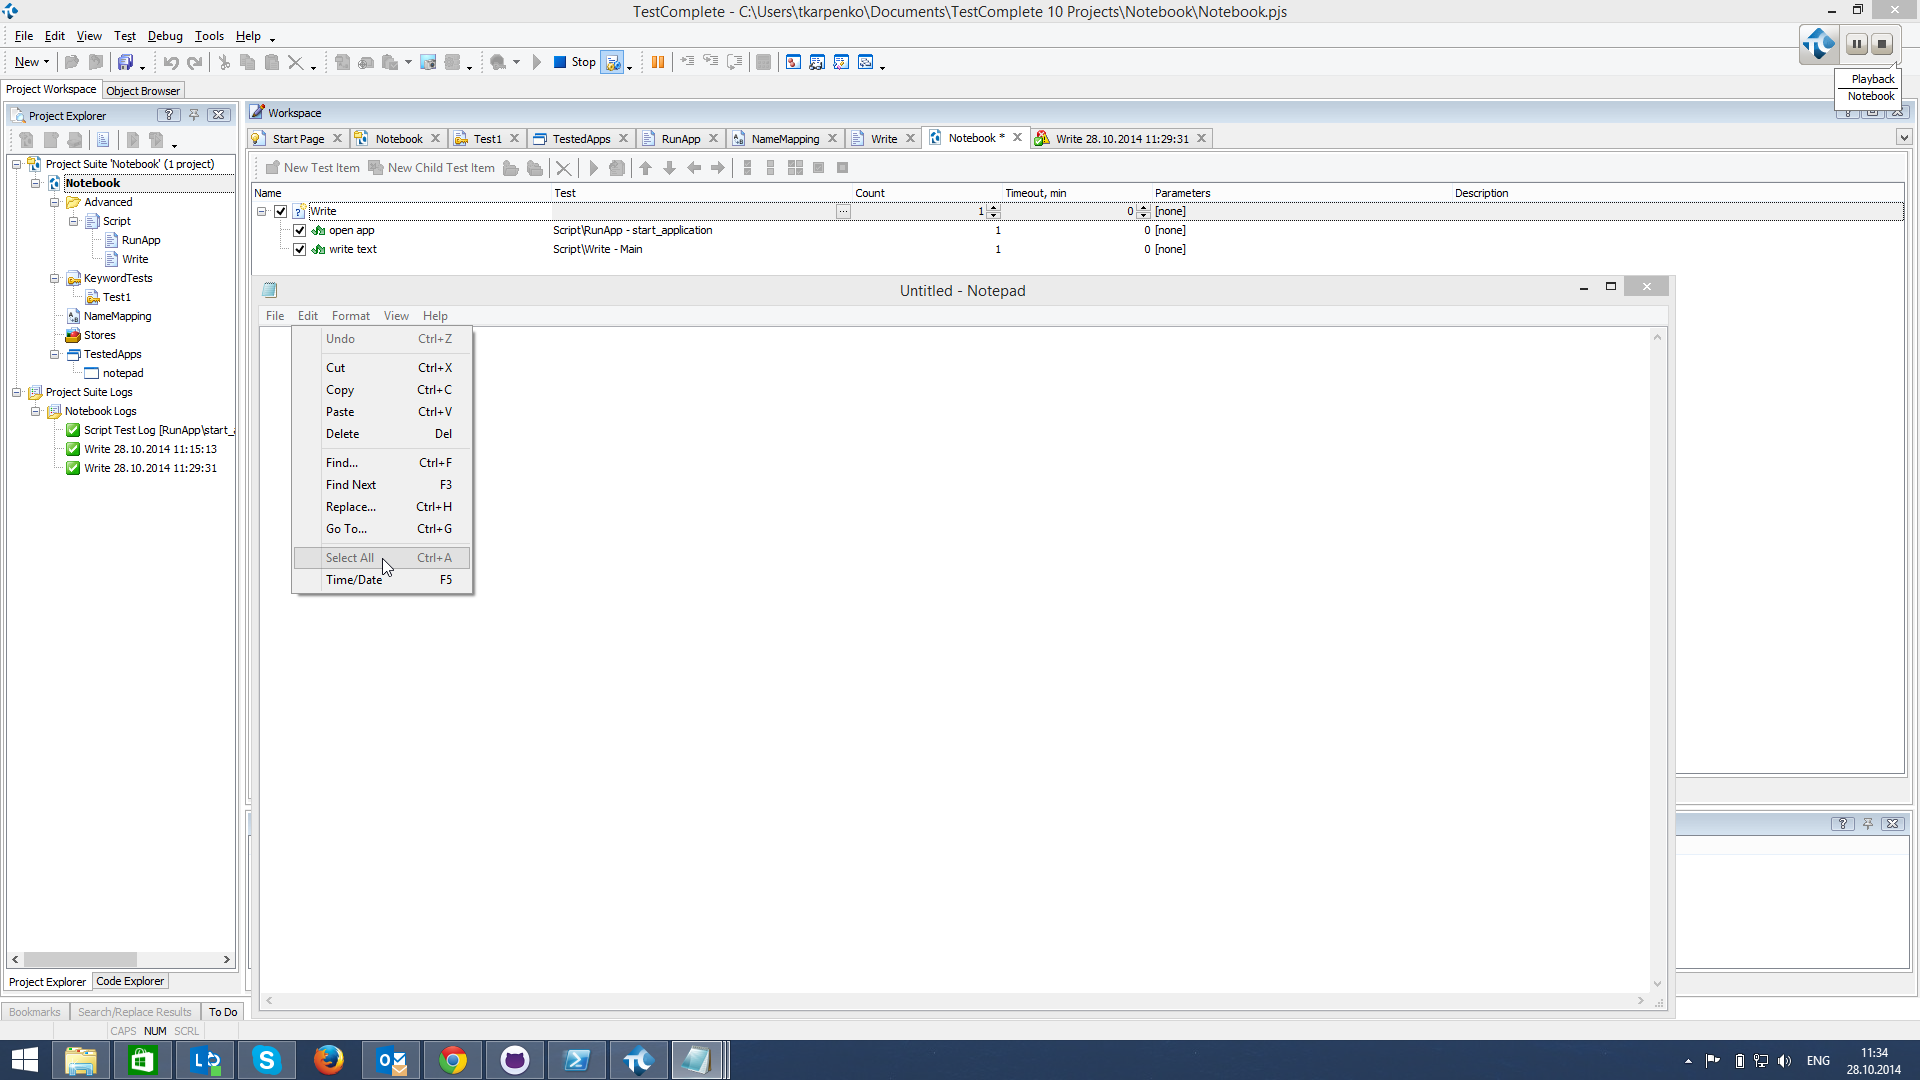 TestComplete - C:\Users\tkarpenko\Documents\TestComplete 10 Projects\Notebook\Notebook.pjs
File Edit View Test Debug Tools Help
New Stop
Playback
Notebook
Project Workspace Object Browser
Project Explorer
Workspace
Start Page Notebook Test1 TestedApps RunApp NameMapping Write Notebook * Write 28.10.2014 11:29:31
New Test Item New Child Test Item
Name Test Count Timeout, min Parameters Description
Write 1 0 [none]
open app Script\RunApp - start_application 1 0 [none]
write text Script\Write - Main 1 0 [none]
Project Suite 'Notebook' (1 project)
Notebook
Advanced
Script
RunApp
Write
KeywordTests
Test1
NameMapping
Stores
TestedApps
notepad
Project Suite Logs
Notebook Logs
Script Test Log [RunApp\start_
Write 28.10.2014 11:15:13
Write 28.10.2014 11:29:31
Untitled - Notepad
File Edit Format View Help
Undo Ctrl+Z
Cut Ctrl+X
Copy Ctrl+C
Paste Ctrl+V
Delete Del
Find... Ctrl+F
Find Next F3
Replace... Ctrl+H
Go To... Ctrl+G
Select All Ctrl+A
Time/Date F5
Project Explorer Code Explorer
Bookmarks Search/Replace Results To Do
CAPS NUM SCRL
ENG
11:34
28.10.2014